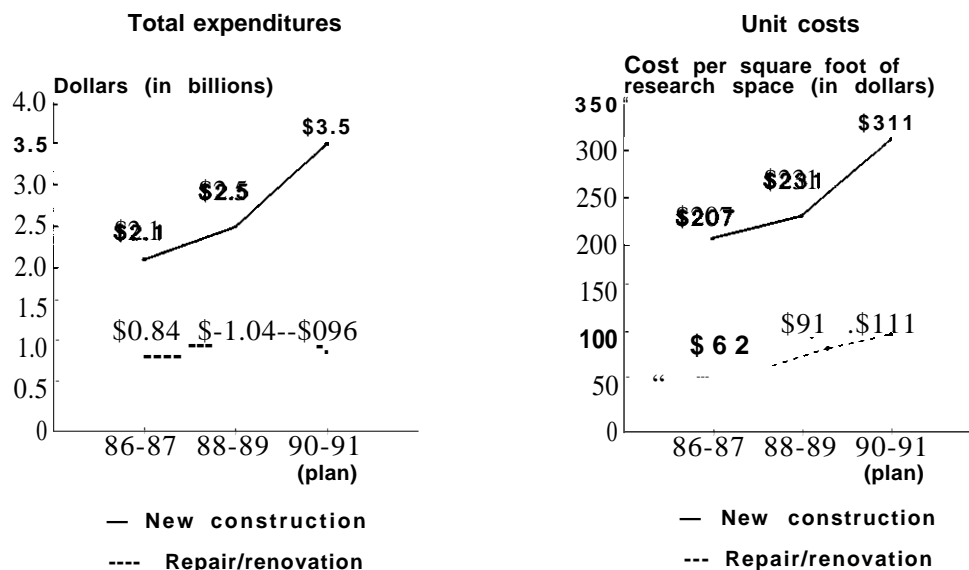 Total expenditures
Dollars (in billions)
4.0
3.5
3.0
2.5
2.0
1.5
1.0
0.5
0
$2.1
$2.5
$3.5
$0.84 $-1.04--$096
86-87 88-89 90-91
(plan)
— New construction
---- Repair/renovation
Unit costs
Cost per square foot of
research space (in dollars)
350
300
250
200
150
100
50
0
$207
$231
$311
$62
$91 .$111
86-87 88-89 90-91
(plan)
— New construction
--- Repair/renovation